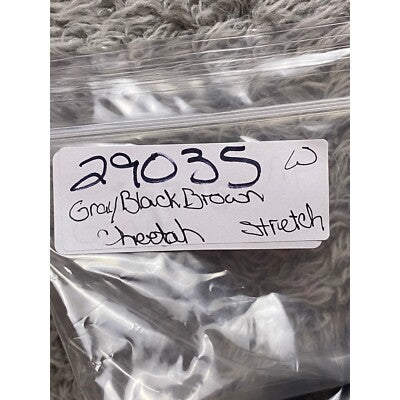 29035 W
Gray Black Brown
Cheetah Stretch